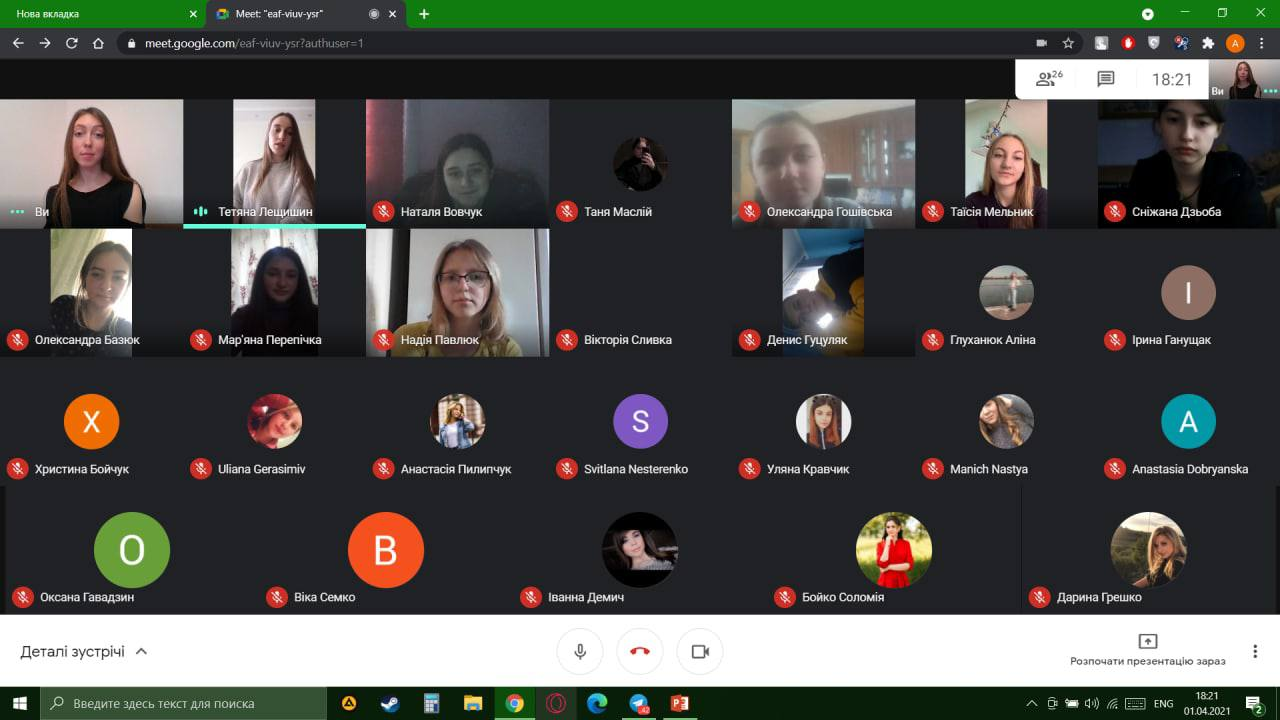 Нова вкладка
Meet: "eaf-viuv-ysr"
meet.google.com/eaf-viuv-ysr?authuser=1
A
26
18:21
Ви
Ви
Тетяна Лещишин
Наталя Вовчук
Таня Маслій
Олександра Гошівська
Таїсія Мельник
Сніжана Дзьоба
Олександра Базюк
Мар'яна Перепічка
Надія Павлюк
Вікторія Сливка
Денис Гуцуляк
Глуханюк Аліна
І
Ірина Ганущак
Х
Христина Бойчук
Uliana Gerasimiv
Анастасія Пилипчук
S
Svitlana Nesterenko
Уляна Кравчик
Manich Nastya
A
Anastasia Dobryanska
О
Оксана Гавадзин
В
Віка Семко
Іванна Демич
Бойко Соломія
Дарина Грешко
Деталі зустрічі
Розпочати презентацію зараз
Введите здесь текст для поиска
42
ENG
18:21
01.04.2021
2